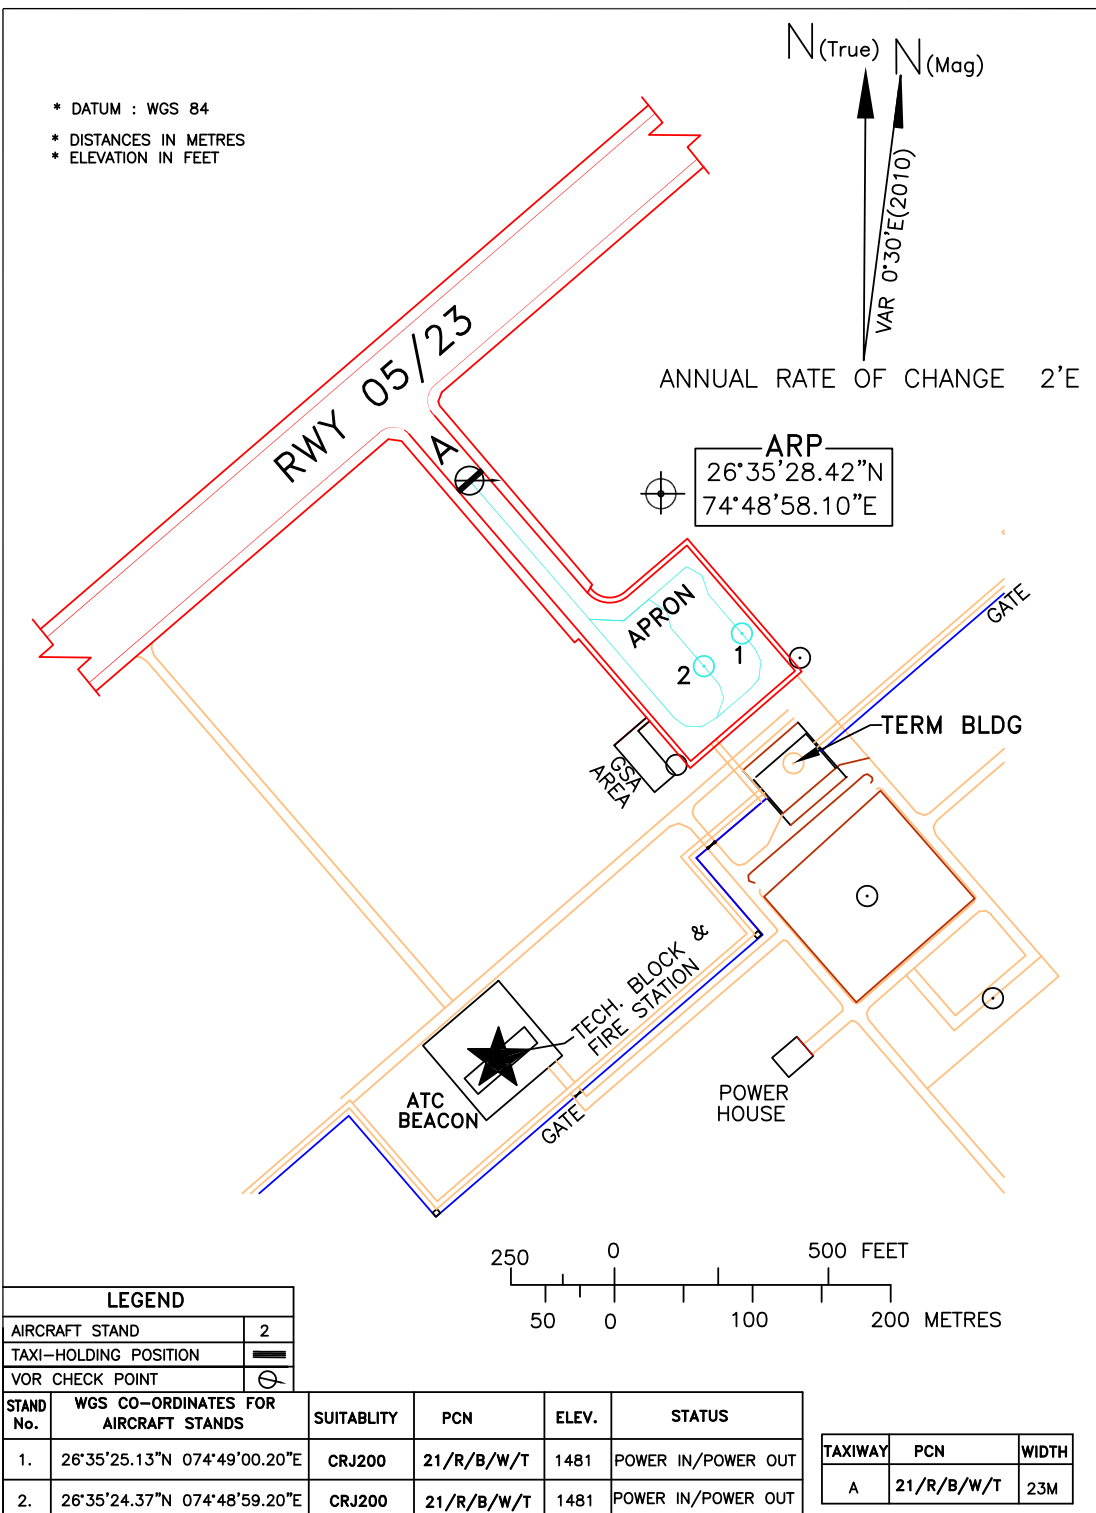 N(True) N(Mag)
* DATUM : WGS 84
* DISTANCES IN METRES
* ELEVATION IN FEET
VAR 0°30'E(2010)
ANNUAL RATE OF CHANGE 2'E
RWY 05/23
A
ARP
26°35'28.42"N
74°48'58.10"E
APRON
1
2
GATE
TERM BLDG
GSA
AREA
TECH. BLOCK &
FIRE STATION
ATC
BEACON
GATE
POWER
HOUSE
250 0 500 FEET
50 0 100 200 METRES
LEGEND
AIRCRAFT STAND 2
TAXI-HOLDING POSITION
VOR CHECK POINT
STAND No. WGS CO-ORDINATES FOR AIRCRAFT STANDS SUITABLITY PCN ELEV. STATUS
1. 26°35'25.13"N 074°49'00.20"E CRJ200 21/R/B/W/T 1481 POWER IN/POWER OUT
2. 26°35'24.37"N 074°48'59.20"E CRJ200 21/R/B/W/T 1481 POWER IN/POWER OUT
TAXIWAY PCN WIDTH
A 21/R/B/W/T 23M